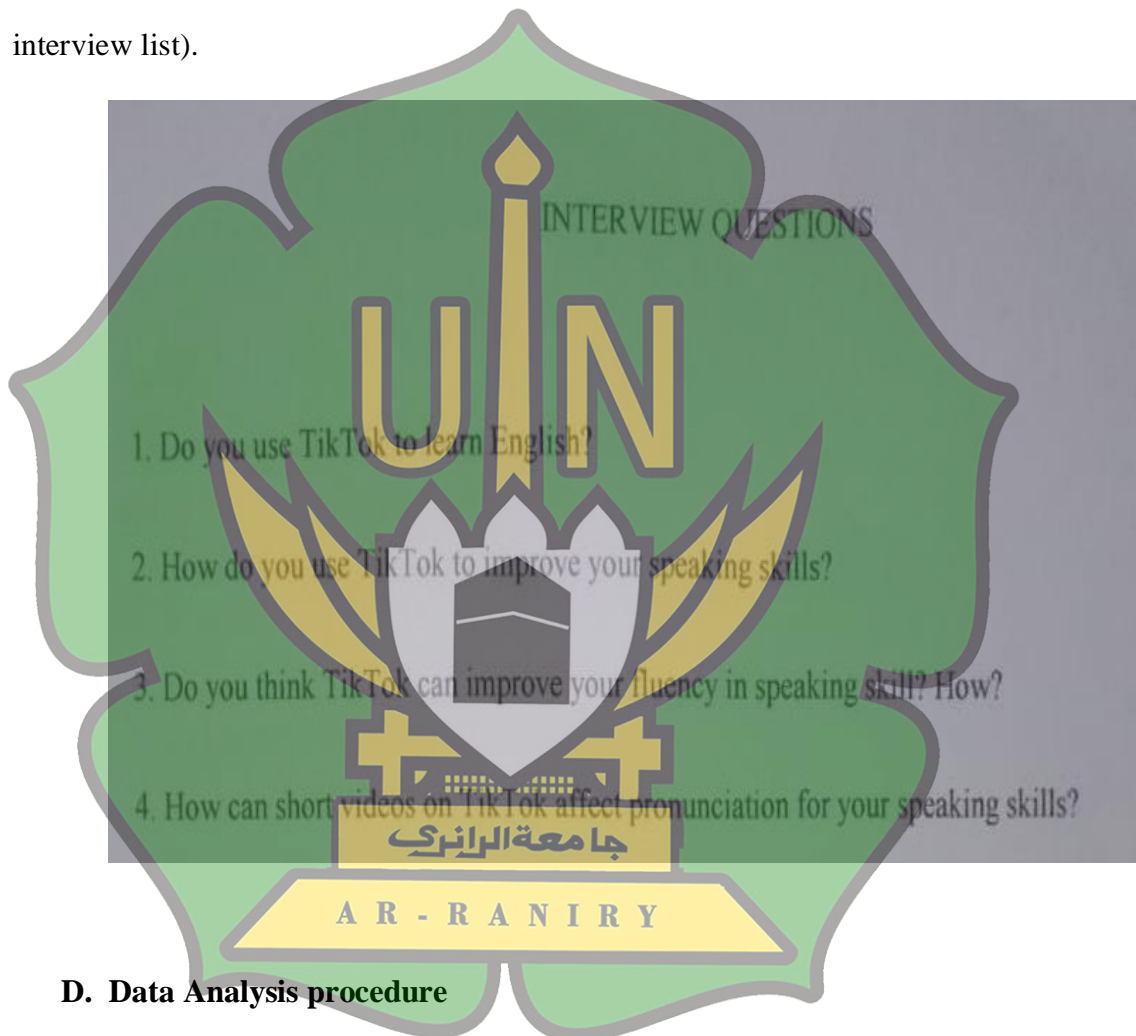 interview list).
INTERVIEW QUESTIONS
UIN
1. Do you use TikTok to learn English?
2. How do you use TikTok to improve your speaking skills?
3. Do you think TikTok can improve your fluency in speaking skill? How?
4. How can short videos on TikTok affect pronunciation for your speaking skills?
جامعة الرانري
AR-RANIRY
D. Data Analysis procedure